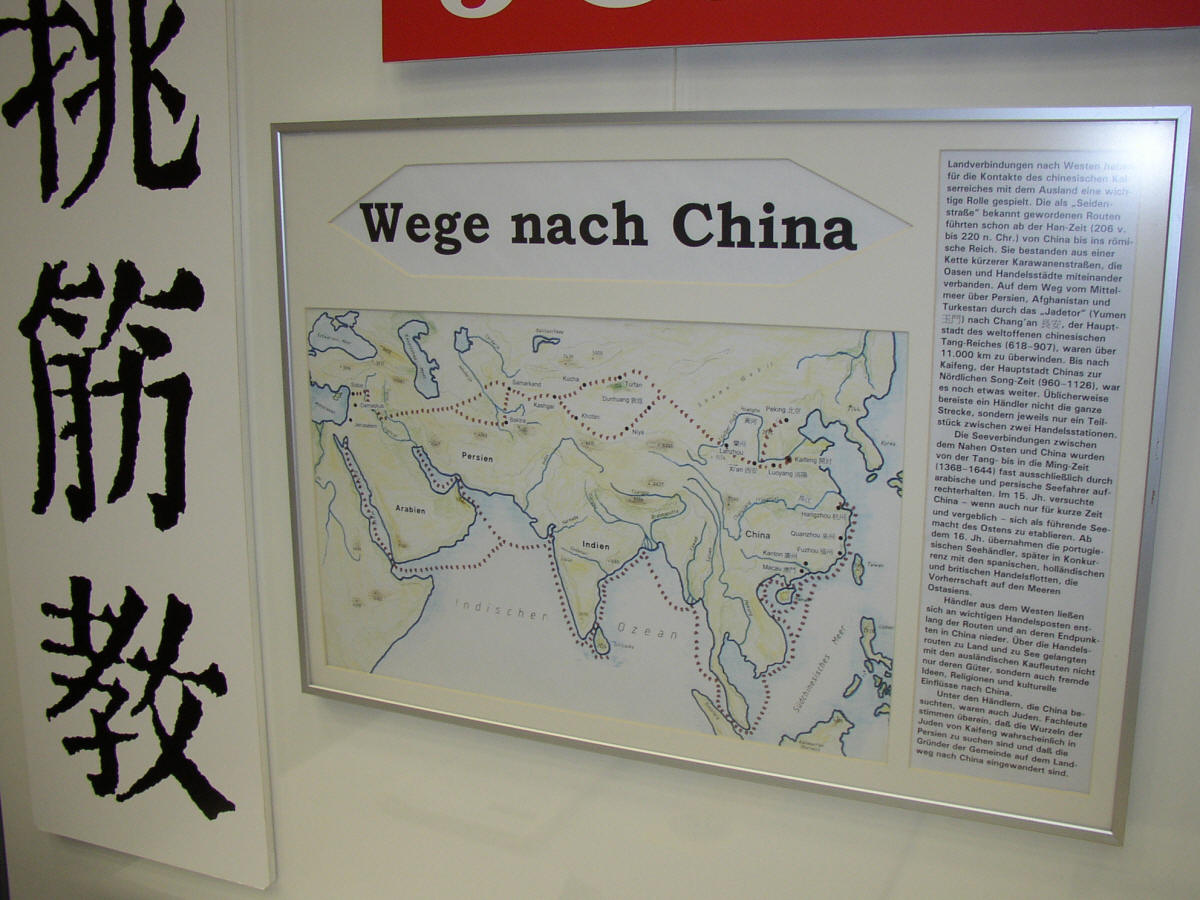 挑
筋
教
Wege nach China
Landverbindungen nach Westen haben
für die Kontakte des chinesischen Kai-
serreiches mit dem Ausland eine wich-
tige Rolle gespielt. Die als „Seiden-
straße" bekannt gewordenen Routen
führten schon ab der Han-Zeit (206 v.
bis 220 n. Chr.) von China bis ins römi-
sche Reich. Sie bestanden aus einer
Kette kürzerer Karawanenstraßen, die
Oasen und Handelsstädte miteinander
verbanden. Auf dem Weg vom Mittel-
meer über Persien, Afghanistan und
Turkestan durch das „Jadetor" (Yumen
玉門) nach Chang'an 長安, der Haupt-
stadt des weltoffenen chinesischen
Tang-Reiches (618–907), waren über
11.000 km zu überwinden. Bis nach
Kaifeng, der Hauptstadt Chinas zur
Nördlichen Song-Zeit (960–1126), war
es noch etwas weiter. Üblicherweise
bereiste ein Händler nicht die ganze
Strecke, sondern jeweils nur ein Teil-
stück zwischen zwei Handelsstationen.
Die Seeverbindungen zwischen
dem Nahen Osten und China wurden
von der Tang- bis in die Ming-Zeit
(1368–1644) fast ausschließlich durch
arabische und persische Seefahrer auf-
rechterhalten. Im 15. Jh. versuchte
China – wenn auch nur für kurze Zeit
und vergeblich – sich als führende See-
macht des Ostens zu etablieren. Ab
dem 16. Jh. übernahmen die portugie-
sischen Seehändler, später in Konkur-
renz mit den spanischen, holländischen
und britischen Handelsflotten, die
Vorherrschaft auf den Meeren
Ostasiens.
Händler aus dem Westen ließen
sich an wichtigen Handelsposten ent-
lang der Routen und an deren Endpunk-
ten in China nieder. Über die Handels-
routen zu Land und zu See gelangten
mit den ausländischen Kaufleuten nicht
nur deren Güter, sondern auch fremde
Ideen, Religionen und kulturelle
Einflüsse nach China.
Unter den Händlern, die China be-
suchten, waren auch Juden. Fachleute
stimmen überein, daß die Wurzeln der
Juden von Kaifeng wahrscheinlich in
Persien zu suchen sind und daß die
Gründer der Gemeinde auf dem Land-
weg nach China eingewandert sind.
Samarkand
Kucha
Turfan
Kashgar
Dunhuang 敦煌
Khotan
Niya
Damaskus
Jerusalem
Peking 北京
Lanzhou
Kaifeng 開封
Xi'an 西安
Luoyang 洛陽
Korea
Persien
Arabien
Indien
China
Hangzhou 杭州
Quanzhou 泉州
Fuzhou 福州
Kanton 廣州
Macau 澳門
Taiwan
Indischer
Ozean
Südchinesisches Meer